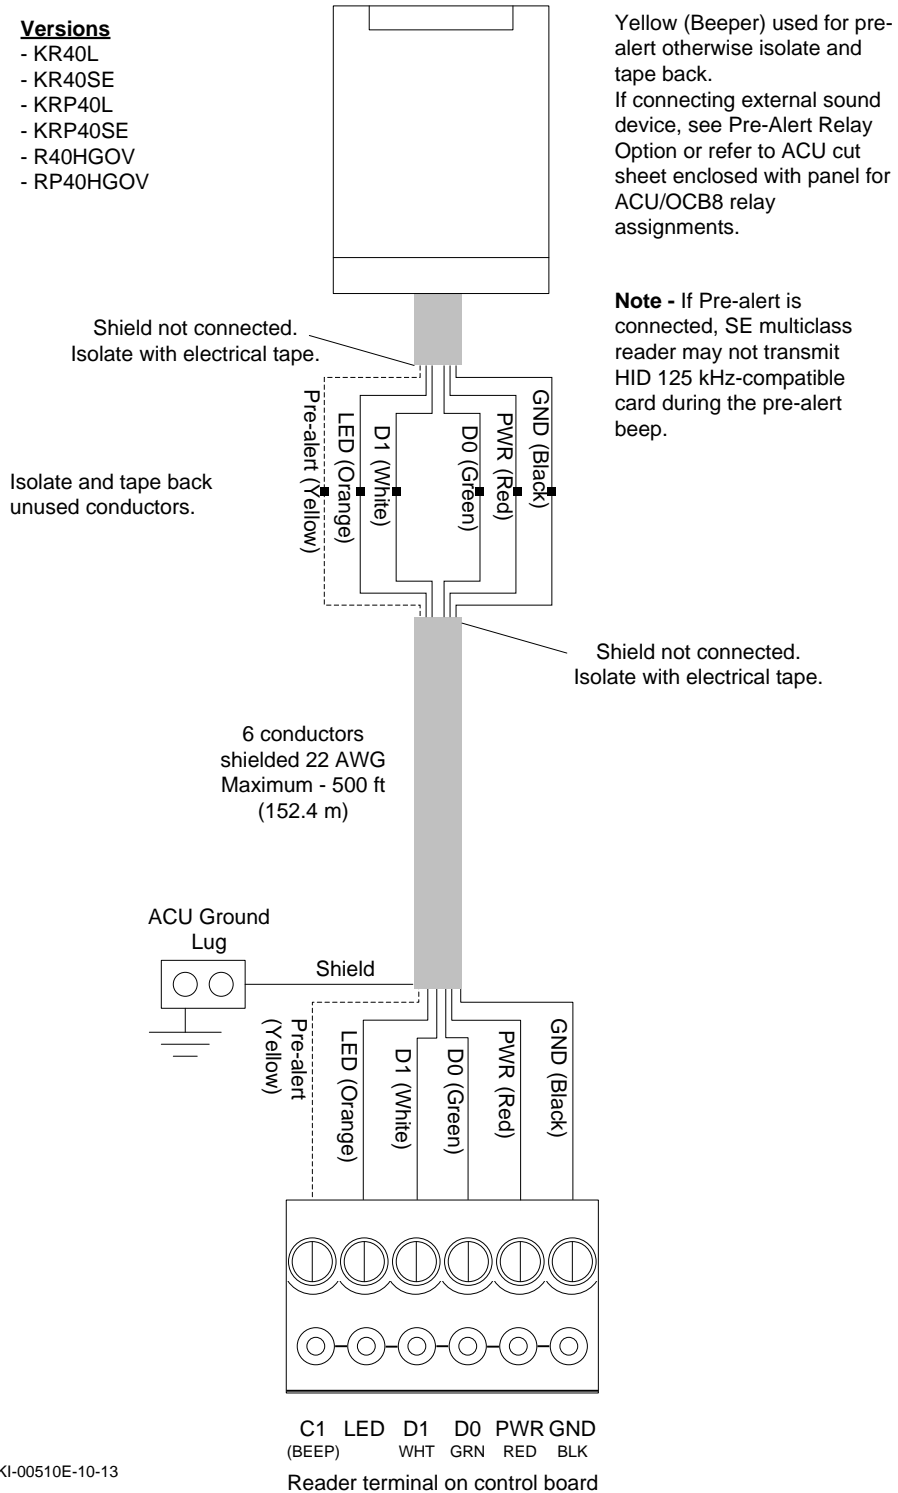 Versions
- KR40L
- KR40SE
- KRP40L
- KRP40SE
- R40HGOV
- RP40HGOV
Yellow (Beeper) used for pre-
alert otherwise isolate and
tape back.
If connecting external sound
device, see Pre-Alert Relay
Option or refer to ACU cut
sheet enclosed with panel for
ACU/OCB8 relay
assignments.
Note - If Pre-alert is
connected, SE multiclass
reader may not transmit
HID 125 kHz-compatible
card during the pre-alert
beep.
Shield not connected.
Isolate with electrical tape.
Pre-alert (Yellow)
LED (Orange)
D1 (White)
D0 (Green)
PWR (Red)
GND (Black)
Isolate and tape back
unused conductors.
Shield not connected.
Isolate with electrical tape.
6 conductors
shielded 22 AWG
Maximum - 500 ft
(152.4 m)
ACU Ground
Lug
Shield
Pre-alert
(Yellow)
LED (Orange)
D1 (White)
D0 (Green)
PWR (Red)
GND (Black)
C1 LED D1 D0 PWR GND
(BEEP) WHT GRN RED BLK
Reader terminal on control board
KI-00510E-10-13